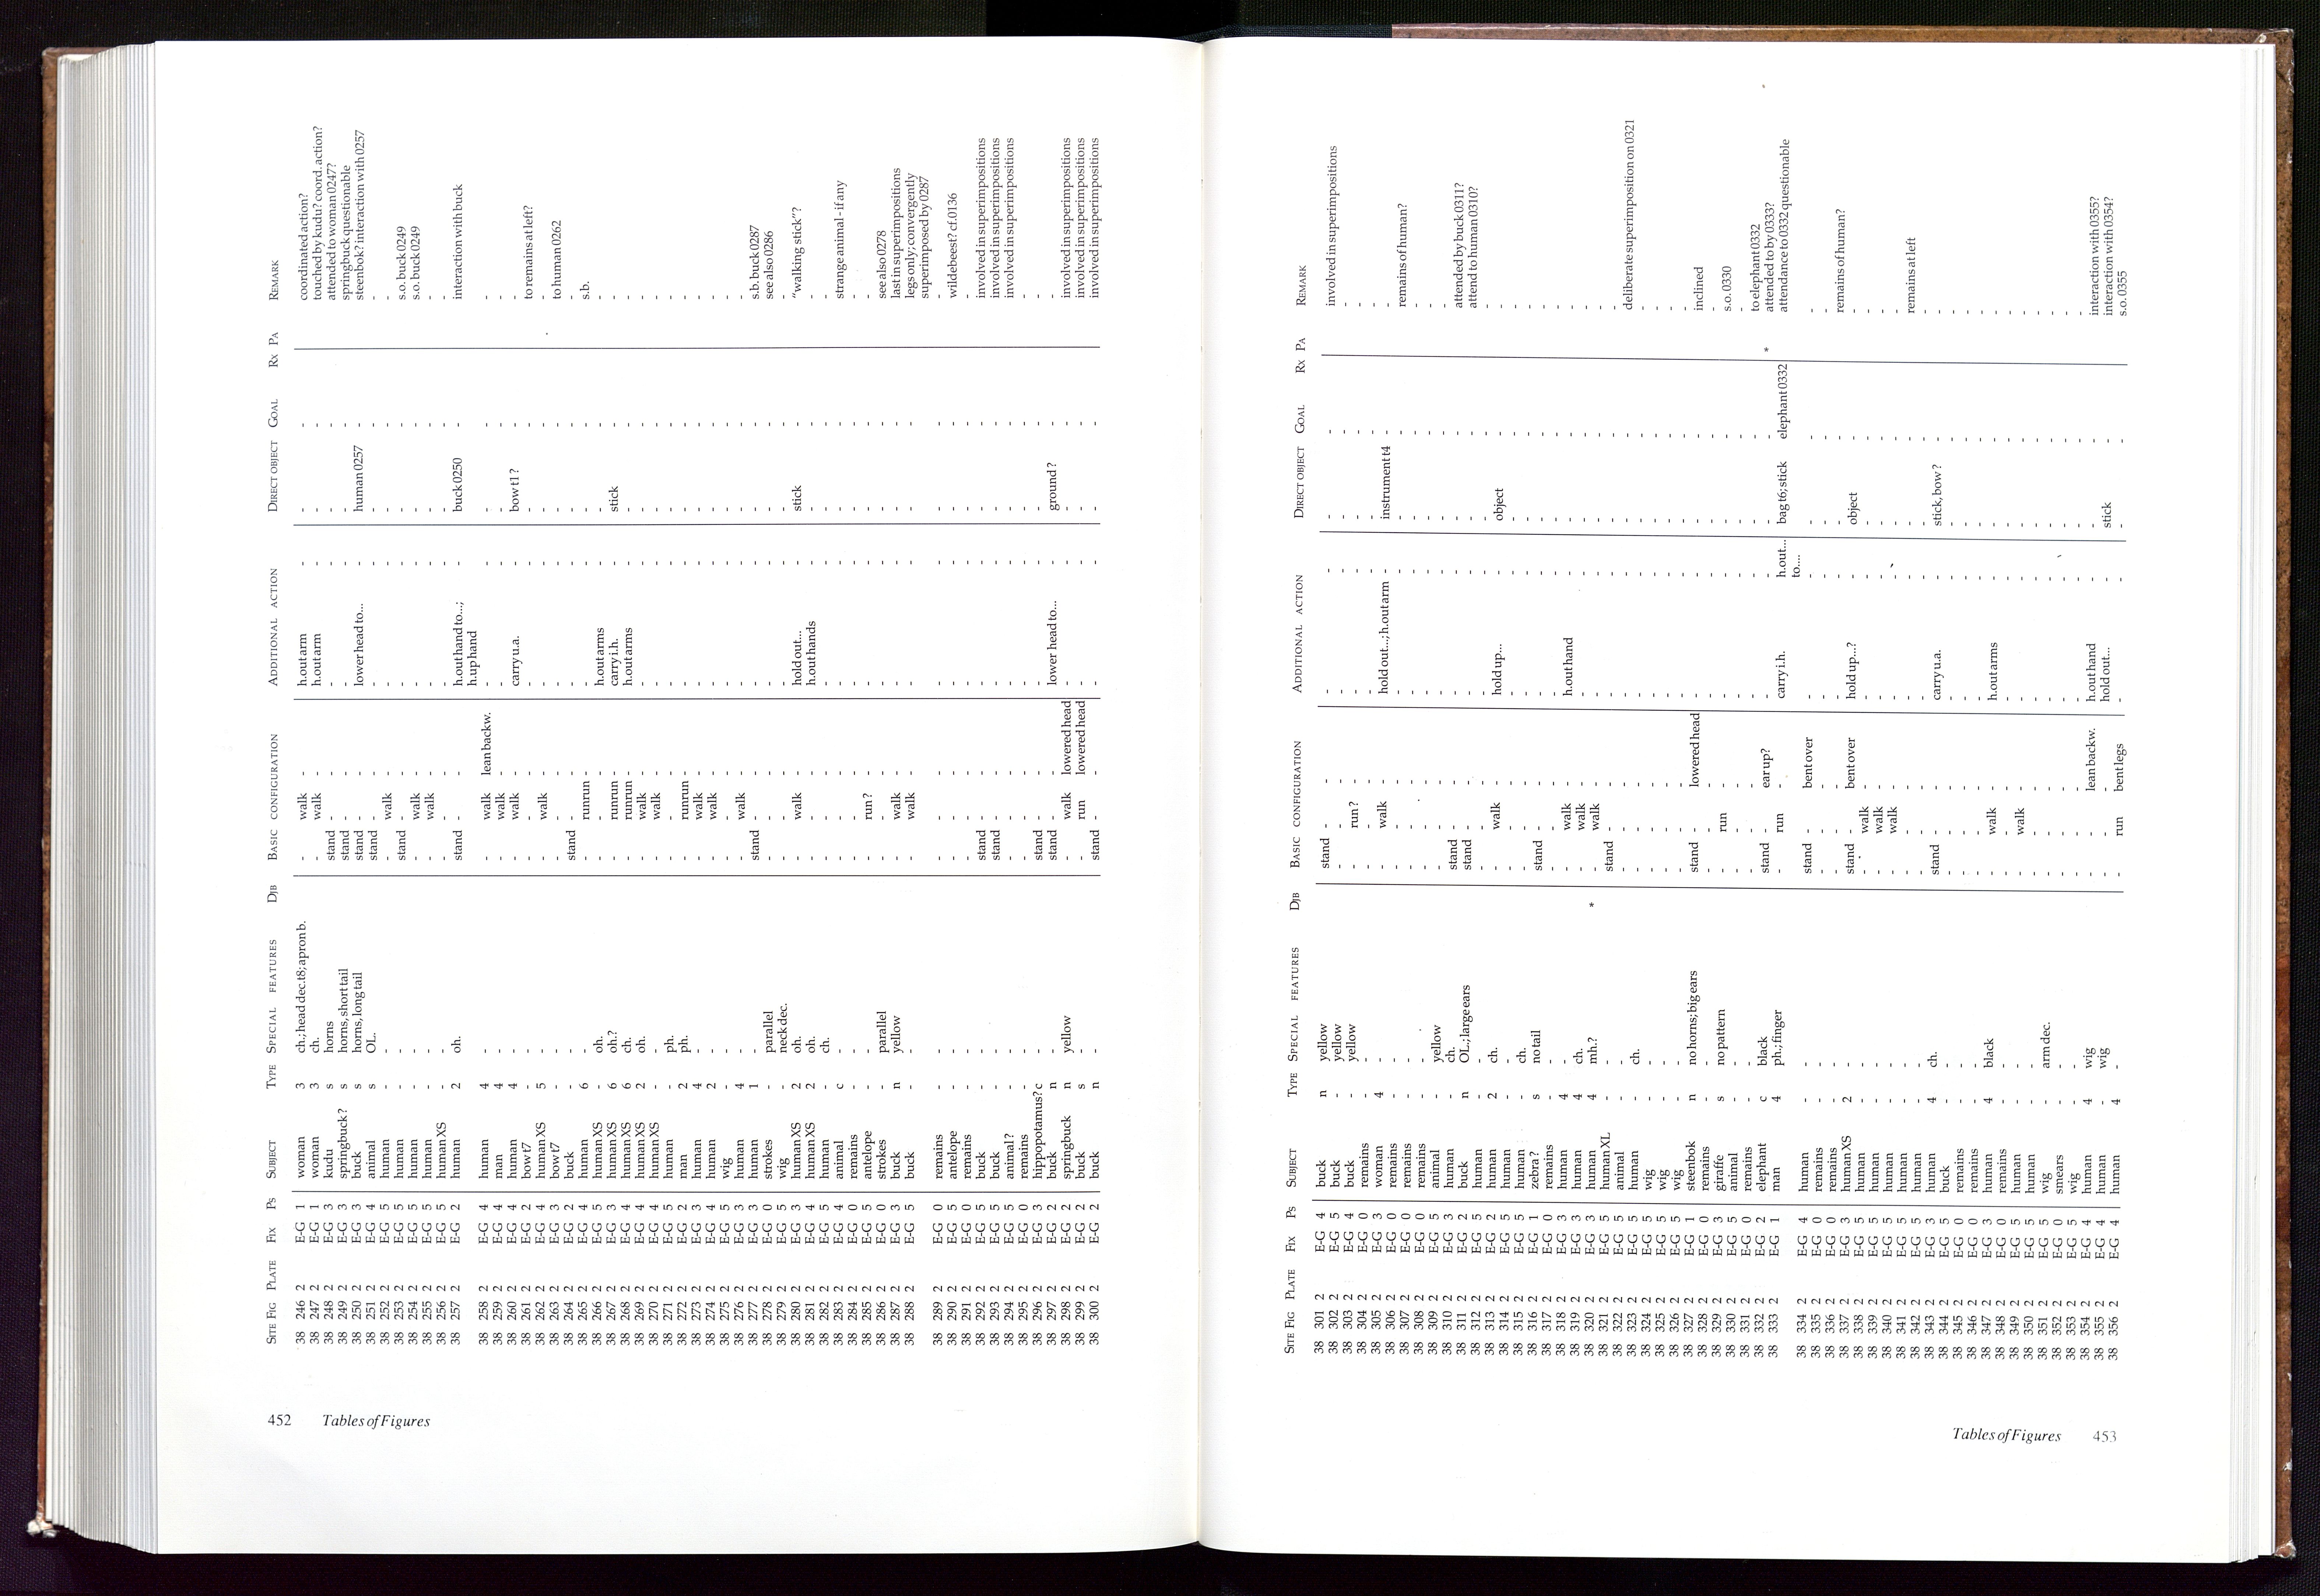 452 Tables of Figures
SITE FIG PLATE FIX PS SUBJECT TYPE SPECIAL FEATURES DJB BASIC CONFIGURATION ADDITIONAL ACTION DIRECT OBJECT GOAL RX PA REMARK
38 246 2 E-G 1 woman 3 ch.; head dec.t8; apron b. - walk - h.out arm - - - coordinated action?
38 247 2 E-G 1 woman 3 ch. - walk - h.out arm - - - touched by kudu? coord. action?
38 248 2 E-G 3 kudu s horns stand - - - - - - attended to woman 0247?
38 249 2 E-G 3 springbuck? s horns, short tail stand - - - - - - springbuck questionable
38 250 2 E-G 3 buck s horns, long tail stand - - lower head to... - human 0257 - steenbok? interaction with 0257
38 251 2 E-G 4 animal s OL. stand - - - - - - -
38 252 2 E-G 5 human - - - walk - - - - - -
38 253 2 E-G 5 human - - stand - - - - - - s.o. buck 0249
38 254 2 E-G 5 human - - - walk - - - - - s.o. buck 0249
38 255 2 E-G 5 human - - - walk - - - - - -
38 256 2 E-G 5 human XS - - - - - - - - - -
38 257 2 E-G 2 human 2 oh. stand - - h.out hand to...; - buck 0250 - interaction with buck
h.up hand
38 258 2 E-G 4 human 4 - - walk lean backw. - - - - -
38 259 2 E-G 4 man 4 - - walk - - - - - -
38 260 2 E-G 4 human 4 - - walk - carry u.a. - bow t1? - -
38 261 2 E-G 2 bow t7 - - - - - - - - - to remains at left?
38 262 2 E-G 4 human XS 5 - - walk - - - - - -
38 263 2 E-G 3 bow t7 - - - - - - - - - to human 0262
38 264 2 E-G 2 buck - - stand - - - - - - -
38 265 2 E-G 4 human 6 - - runrun - - - - - s.b.
38 266 2 E-G 5 human XS - oh. - - - h.out arms - - - -
38 267 2 E-G 3 human XS 6 oh.? - runrun - carry i.h. - stick - -
38 268 2 E-G 4 human XS 6 ch. - runrun - h.out arms - - - -
38 269 2 E-G 4 human XS 2 oh. - walk - - - - - -
38 270 2 E-G 4 human XS - - - walk - - - - - -
38 271 2 E-G 5 human - ph. - - - - - - - -
38 272 2 E-G 2 man 2 ph. - runrun - - - - - -
38 273 2 E-G 3 human 4 - - walk - - - - - -
38 274 2 E-G 4 human 2 - - walk - - - - - -
38 275 2 E-G 5 wig - - - - - - - - - -
38 276 2 E-G 3 human 4 - - walk - - - - - -
38 277 2 E-G 3 human 1 - stand - - - - - - s.b. buck 0287
38 278 2 E-G 0 strokes - parallel - - - - - - - see also 0286
38 279 2 E-G 5 wig - neck dec. - - - - - - - -
38 280 2 E-G 3 human XS 2 oh. - walk - hold out... - stick - "walking stick"?
38 281 2 E-G 4 human XS 2 oh. - - - h.out hands - - - -
38 282 2 E-G 5 human - ch. - - - - - - - -
38 283 2 E-G 4 animal c - - - - - - - - strange animal - if any
38 284 2 E-G 0 remains - - - - - - - - - -
38 285 2 E-G 5 antelope - - - run? - - - - - -
38 286 2 E-G 0 strokes - parallel - - - - - - - see also 0278
38 287 2 E-G 3 buck n yellow - walk - - - - - last in superimpositions
38 288 2 E-G 5 buck - - - walk - - - - - legs only; convergently
superimposed by 0287
38 289 2 E-G 0 remains - - - - - - - - - -
38 290 2 E-G 5 antelope - - - - - - - - - wildebeest? cf.0136
38 291 2 E-G 0 remains - - - - - - - - - -
38 292 2 E-G 5 buck - - stand - - - - - - involved in superimpositions
38 293 2 E-G 5 buck - - stand - - - - - - involved in superimpositions
38 294 2 E-G 5 animal? - - - - - - - - - involved in superimpositions
38 295 2 E-G 0 remains - - - - - - - - - -
38 296 2 E-G 3 hippopotamus? c - stand - - - - - - -
38 297 2 E-G 2 buck n - stand - - lower head to... - ground? - -
38 298 2 E-G 2 springbuck n yellow - walk lowered head - - - - involved in superimpositions
38 299 2 E-G 2 buck s - - run lowered head - - - - involved in superimpositions
38 300 2 E-G 2 buck n - stand - - - - - - involved in superimpositions
SITE FIG PLATE FIX PS SUBJECT TYPE SPECIAL FEATURES DJB BASIC CONFIGURATION ADDITIONAL ACTION DIRECT OBJECT GOAL RX PA REMARK
38 301 2 E-G 4 buck n yellow stand - - - - - - involved in superimpositions
38 302 2 E-G 5 buck - yellow - - - - - - - -
38 303 2 E-G 4 buck - yellow - run? - - - - - -
38 304 2 E-G 0 remains - - - - - - - - - -
38 305 2 E-G 3 woman 4 - - walk - hold out...; h.out arm - instrument t4 - -
38 306 2 E-G 0 remains - - - - - - - - - remains of human?
38 307 2 E-G 0 remains - - - - - - - - - -
38 308 2 E-G 0 remains - - - - - - - - - -
38 309 2 E-G 5 animal - yellow - - - - - - - -
38 310 2 E-G 3 human - ch. stand - - - - - - attended by buck 0311?
38 311 2 E-G 2 buck n OL.; large ears stand - - - - - - attend to human 0310?
38 312 2 E-G 5 human - - - - - - - - - -
38 313 2 E-G 2 human 2 ch. - walk - hold up... - object - -
38 314 2 E-G 5 human - - - - - - - - - -
38 315 2 E-G 5 human - ch. - - - - - - - -
38 316 2 E-G 1 zebra? s no tail stand - - - - - - -
38 317 2 E-G 0 remains - - - - - - - - - -
38 318 2 E-G 3 human 4 - - walk - h.out hand - - - -
38 319 2 E-G 3 human 4 ch. - walk - - - - - -
38 320 2 E-G 3 human 4 mh.? * - walk - - - - - -
38 321 2 E-G 5 human XL - - stand - - - - - - -
38 322 2 E-G 5 animal - - - - - - - - - deliberate superimposition on 0321
38 323 2 E-G 5 human - ch. - - - - - - - -
38 324 2 E-G 5 wig - - - - - - - - - -
38 325 2 E-G 5 wig - - - - - - - - - -
38 326 2 E-G 5 wig - - - - - - - - - -
38 327 2 E-G 1 steenbok n no horns; big ears stand - lowered head - - - - inclined
38 328 2 E-G 0 remains - - - - - - - - - -
38 329 2 E-G 3 giraffe s no pattern - run - - - - - s.o. 0330
38 330 2 E-G 5 animal - - - - - - - - - -
38 331 2 E-G 0 remains - - - - - - - - - to elephant 0332
38 332 2 E-G 2 elephant c black stand - ear up? - - - - * attended to by 0333?
38 333 2 E-G 1 man 4 ph.; finger - run - carry i.h. h.out... bag t6; stick elephant 0332 attendance to 0332 questionable
to...
38 334 2 E-G 4 human - - stand - bent over - - - - -
38 335 2 E-G 0 remains - - - - - - - - - -
38 336 2 E-G 0 remains - - - - - - - - - remains of human?
38 337 2 E-G 3 human XS 2 - stand - bent over hold up...? - object - -
38 338 2 E-G 5 human - - - walk - - - - - -
38 339 2 E-G 5 human - - - walk - - - - - -
38 340 2 E-G 5 human - - - walk - - - - - -
38 341 2 E-G 5 human - - - - - - - - - remains at left
38 342 2 E-G 5 human - - - - - - - - - -
38 343 2 E-G 3 human 4 ch. stand - - carry u.a. - stick, bow? - -
38 344 2 E-G 5 buck - - - - - - - - - -
38 345 2 E-G 0 remains - - - - - - - - - -
38 346 2 E-G 0 remains - - - - - - - - - -
38 347 2 E-G 3 human 4 black - walk - h.out arms - - - -
38 348 2 E-G 0 remains - - - - - - - - - -
38 349 2 E-G 5 human - - - walk - - - - - -
38 350 2 E-G 5 human - - - - - - - - - -
38 351 2 E-G 5 wig - arm dec. - - - - - - - -
38 352 2 E-G 0 smears - - - - - - - - - -
38 353 2 E-G 5 wig - - - - - - - - - -
38 354 2 E-G 4 human 4 wig - - lean backw. h.out hand - - - interaction with 0355?
38 355 2 E-G 4 human - wig - - - hold out... - stick - interaction with 0354?
38 356 2 E-G 4 human 4 - - run bent legs - - - - s.o. 0355
Tables of Figures 453